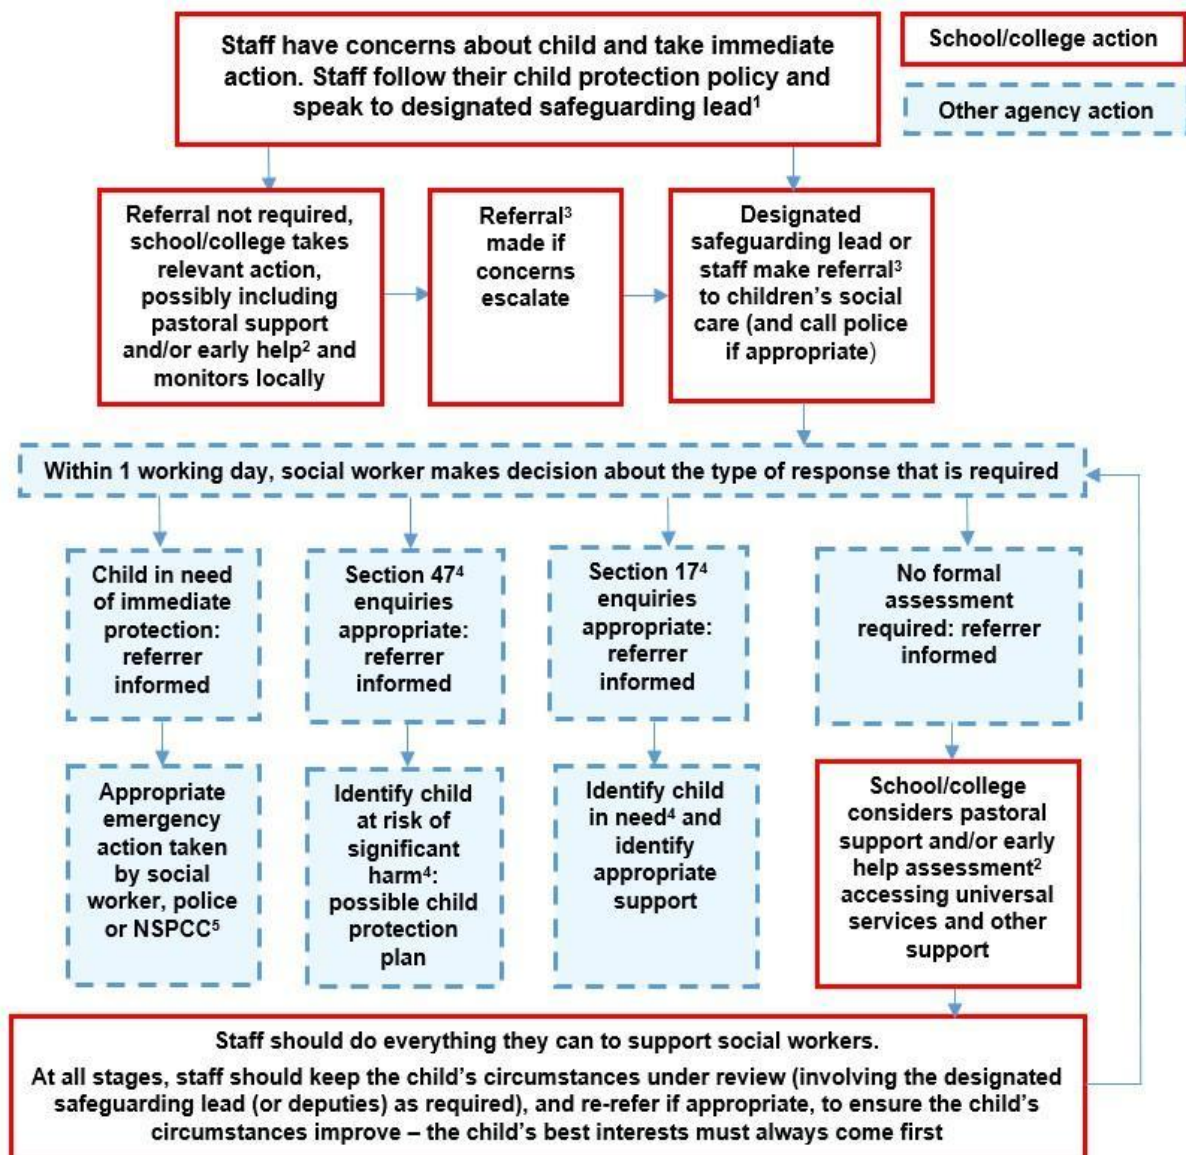 Staff have concerns about child and take immediate
action. Staff follow their child protection policy and
speak to designated safeguarding lead¹
School/college action
Other agency action
Referral not required,
school/college takes
relevant action,
possibly including
pastoral support
and/or early help² and
monitors locally
Referral³
made if
concerns
escalate
Designated
safeguarding lead or
staff make referral³
to children’s social
care (and call police
if appropriate)
Within 1 working day, social worker makes decision about the type of response that is required
Child in need
of immediate
protection:
referrer
informed
Section 47⁴
enquiries
appropriate:
referrer
informed
Section 17⁴
enquiries
appropriate:
referrer
informed
No formal
assessment
required: referrer
informed
Appropriate
emergency
action taken
by social
worker, police
or NSPCC⁵
Identify child
at risk of
significant
harm⁴:
possible child
protection
plan
Identify child
in need⁴ and
identify
appropriate
support
School/college
considers pastoral
support and/or early
help assessment²
accessing universal
services and other
support
Staff should do everything they can to support social workers.
At all stages, staff should keep the child’s circumstances under review (involving the designated
safeguarding lead (or deputies) as required), and re-refer if appropriate, to ensure the child’s
circumstances improve – the child’s best interests must always come first